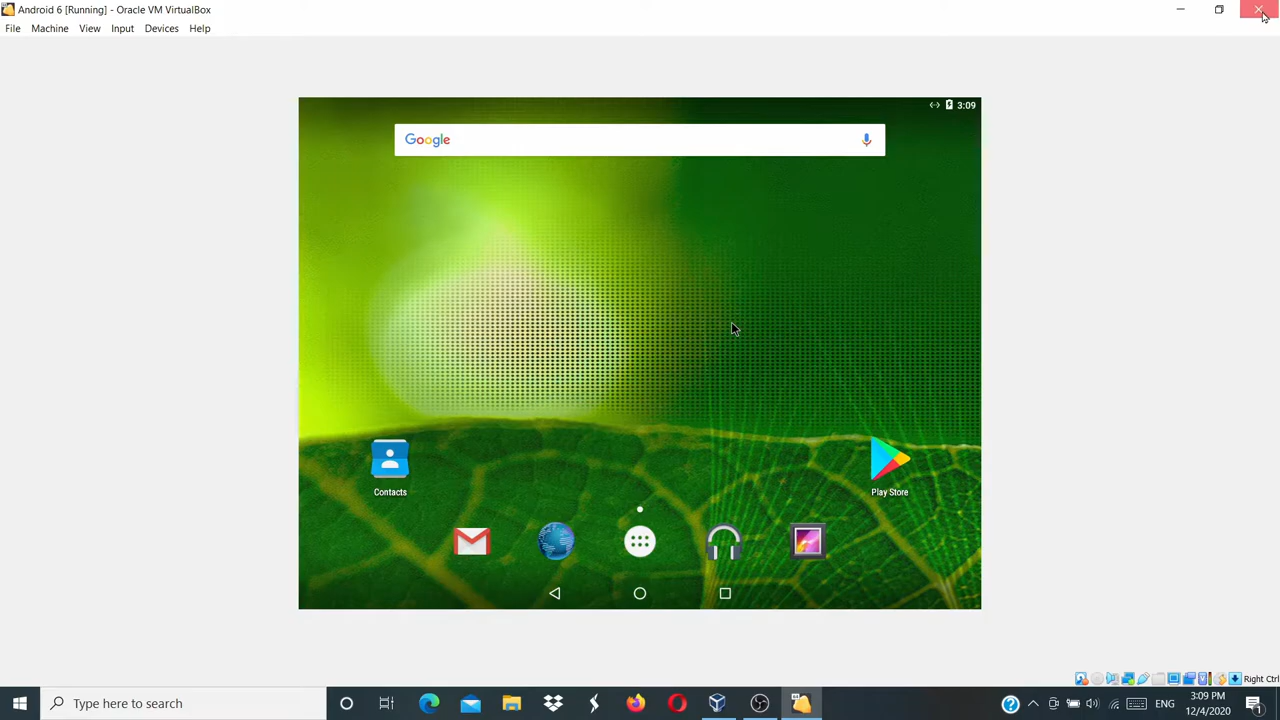 Android 6 [Running] - Oracle VM VirtualBox
File Machine View Input Devices Help
3:09
Google
Contacts
Play Store
Right Ctrl
Type here to search
ENG
3:09 PM
12/4/2020